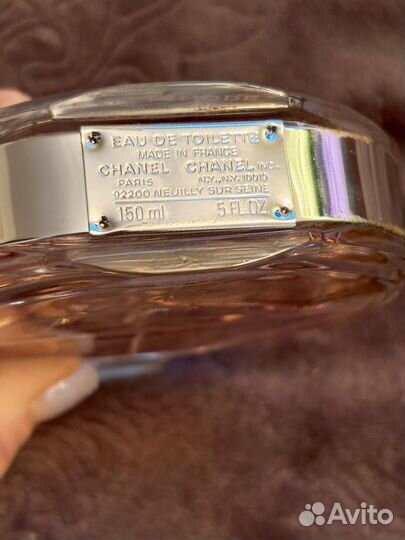 EAU DE TOILETTE
MADE IN FRANCE
CHANEL CHANEL INC-
PARIS N.Y., N.Y. 10019
92200 NEUILLY SUR SEINE
150 ml 5 FL OZ
Avito